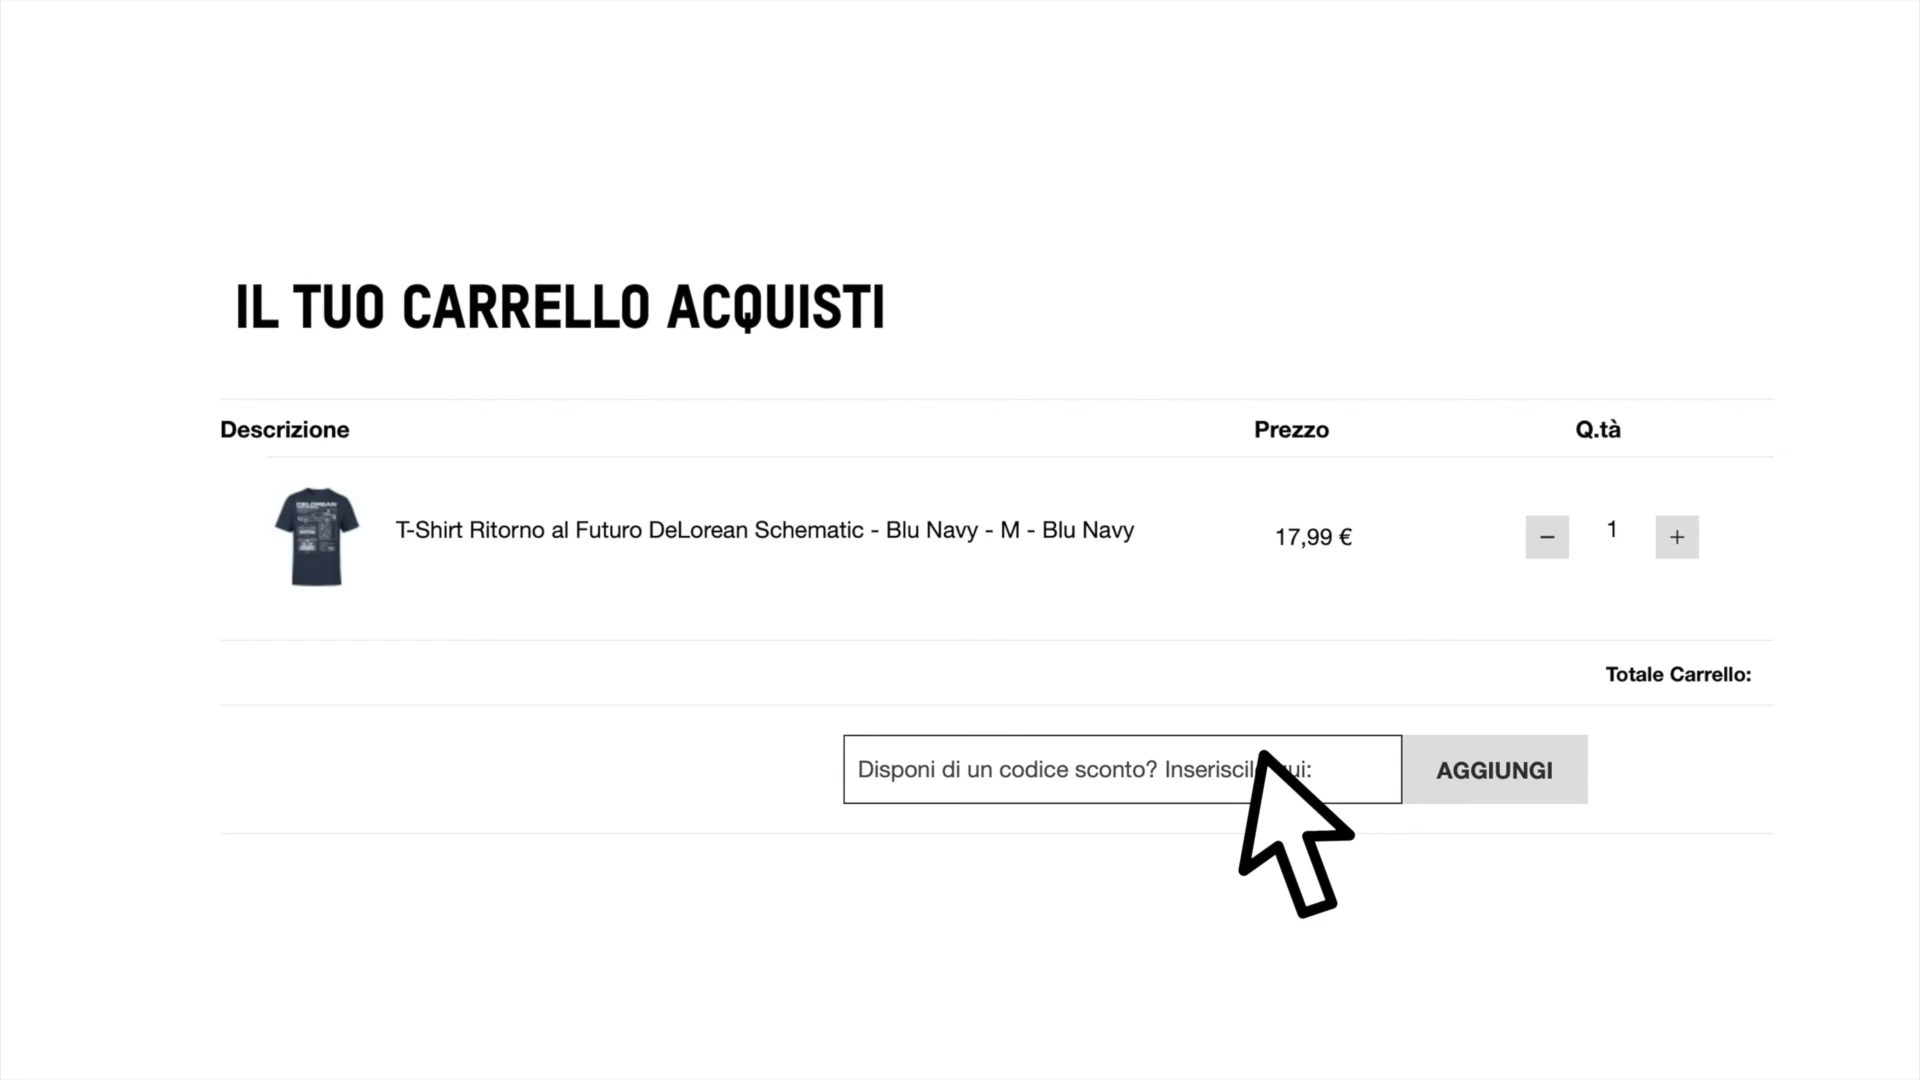 IL TUO CARRELLO ACQUISTI
Descrizione Prezzo Q.tà
DELOREAN
T-Shirt Ritorno al Futuro DeLorean Schematic - Blu Navy - M - Blu Navy 17,99 € − 1 +
Totale Carrello:
Disponi di un codice sconto? AGGIUNGI